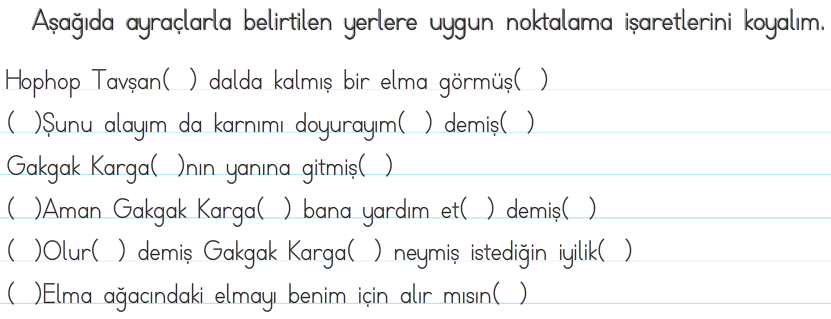 Aşağıda ayraçlarla belirtilen yerlere uygun noktalama işaretlerini koyalım.
Hophop Tavşan( ) dalda kalmış bir elma görmüş( )
( )Şunu alayım da karnımı doyurayım( ) demiş( )
Gakgak Karga( )nın yanına gitmiş( )
( )Aman Gakgak Karga( ) bana yardım et( ) demiş( )
( )Olur( ) demiş Gakgak Karga( ) neymiş istediğin iyilik( )
( )Elma ağacındaki elmayı benim için alır mısın( )